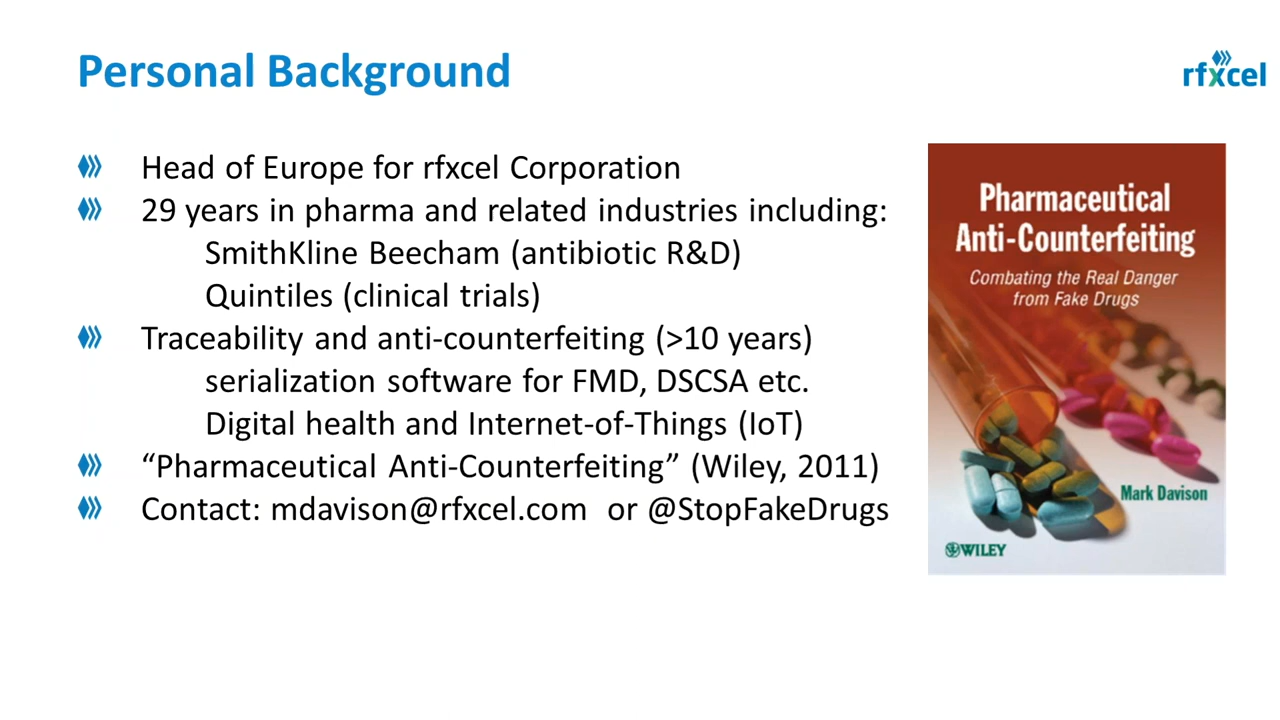 Personal Background
rfxcel
Head of Europe for rfxcel Corporation
29 years in pharma and related industries including:
SmithKline Beecham (antibiotic R&D)
Quintiles (clinical trials)
Traceability and anti-counterfeiting (>10 years)
serialization software for FMD, DSCSA etc.
Digital health and Internet-of-Things (IoT)
“Pharmaceutical Anti-Counterfeiting” (Wiley, 2011)
Contact: mdavison@rfxcel.com or @StopFakeDrugs
Pharmaceutical
Anti-Counterfeiting
Combating the Real Danger
from Fake Drugs
Mark Davison
WILEY